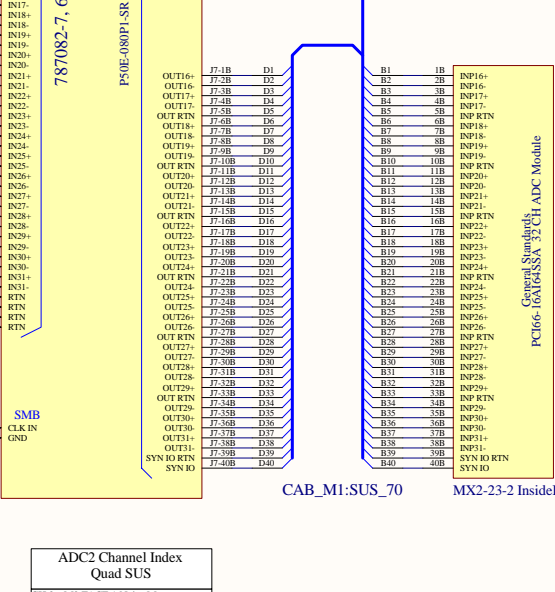 IN17-
IN18+
IN18-
IN19+
IN19-
IN20+
IN20-
IN21+
IN21-
IN22+
IN22-
IN23+
IN23-
IN24+
IN24-
IN25+
IN25-
IN26+
IN26-
IN27+
IN27-
IN28+
IN28-
IN29+
IN29-
IN30+
IN30-
IN31+
IN31-
RTN
RTN
RTN
RTN
SMB
CLK IN
GND
787082-7, 6
P50E-080P1-SR
OUT16+ J7-1B D1 B1 1B INP16+
OUT16- J7-2B D2 B2 2B INP16-
OUT17+ J7-3B D3 B3 3B INP17+
OUT17- J7-4B D4 B4 4B INP17-
OUT RTN J7-5B D5 B5 5B INP RTN
OUT18+ J7-6B D6 B6 6B INP18+
OUT18- J7-7B D7 B7 7B INP18-
OUT19+ J7-8B D8 B8 8B INP19+
OUT19- J7-9B D9 B9 9B INP19-
OUT RTN J7-10B D10 B10 10B INP RTN
OUT20+ J7-11B D11 B11 11B INP20+
OUT20- J7-12B D12 B12 12B INP20-
OUT21+ J7-13B D13 B13 13B INP21+
OUT21- J7-14B D14 B14 14B INP21-
OUT RTN J7-15B D15 B15 15B INP RTN
OUT22+ J7-16B D16 B16 16B INP22+
OUT22- J7-17B D17 B17 17B INP22-
OUT23+ J7-18B D18 B18 18B INP23+
OUT23- J7-19B D19 B19 19B INP23-
OUT24+ J7-20B D20 B20 20B INP24+
OUT RTN J7-21B D21 B21 21B INP RTN
OUT24- J7-22B D22 B22 22B INP24-
OUT25+ J7-23B D23 B23 23B INP25+
OUT25- J7-24B D24 B24 24B INP25-
OUT26+ J7-25B D25 B25 25B INP26+
OUT26- J7-26B D26 B26 26B INP26-
OUT RTN J7-27B D27 B27 27B INP RTN
OUT27+ J7-28B D28 B28 28B INP27+
OUT27- J7-29B D29 B29 29B INP27-
OUT28+ J7-30B D30 B30 30B INP28+
OUT28- J7-31B D31 B31 31B INP28-
OUT29+ J7-32B D32 B32 32B INP29+
OUT RTN J7-33B D33 B33 33B INP RTN
OUT29- J7-34B D34 B34 34B INP29-
OUT30+ J7-35B D35 B35 35B INP30+
OUT30- J7-36B D36 B36 36B INP30-
OUT31+ J7-37B D37 B37 37B INP31+
OUT31- J7-38B D38 B38 38B INP31-
SYN IO RTN J7-39B D39 B39 39B SYN IO RTN
SYN IO J7-40B D40 B40 40B SYN IO
General Standards
PCI66-16AI64SSA 32 CH ADC Module
CAB_M1:SUS_70
MX2-23-2 Insidel
ADC2 Channel Index
Quad SUS